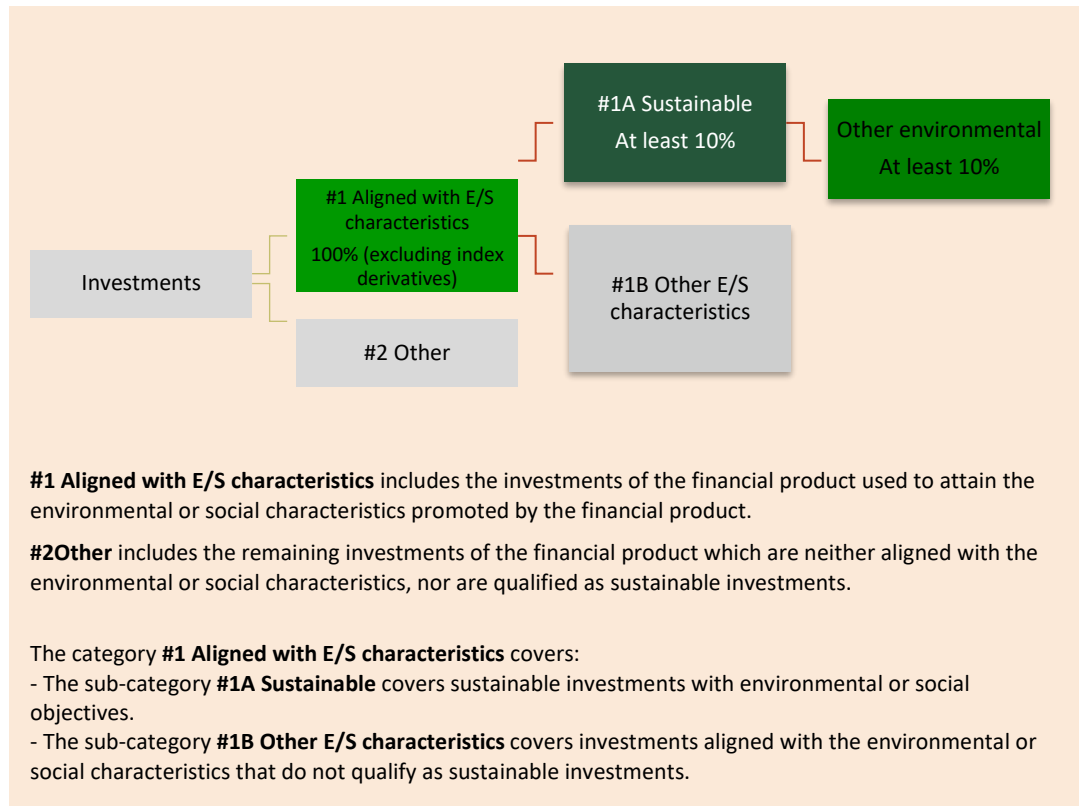 #1A Sustainable
At least 10%
Other environmental
At least 10%
#1 Aligned with E/S
characteristics
100% (excluding index
derivatives)
Investments
#1B Other E/S
characteristics
#2 Other
#1 Aligned with E/S characteristics includes the investments of the financial product used to attain the
environmental or social characteristics promoted by the financial product.
#2Other includes the remaining investments of the financial product which are neither aligned with the
environmental or social characteristics, nor are qualified as sustainable investments.
The category #1 Aligned with E/S characteristics covers:
- The sub-category #1A Sustainable covers sustainable investments with environmental or social
objectives.
- The sub-category #1B Other E/S characteristics covers investments aligned with the environmental or
social characteristics that do not qualify as sustainable investments.